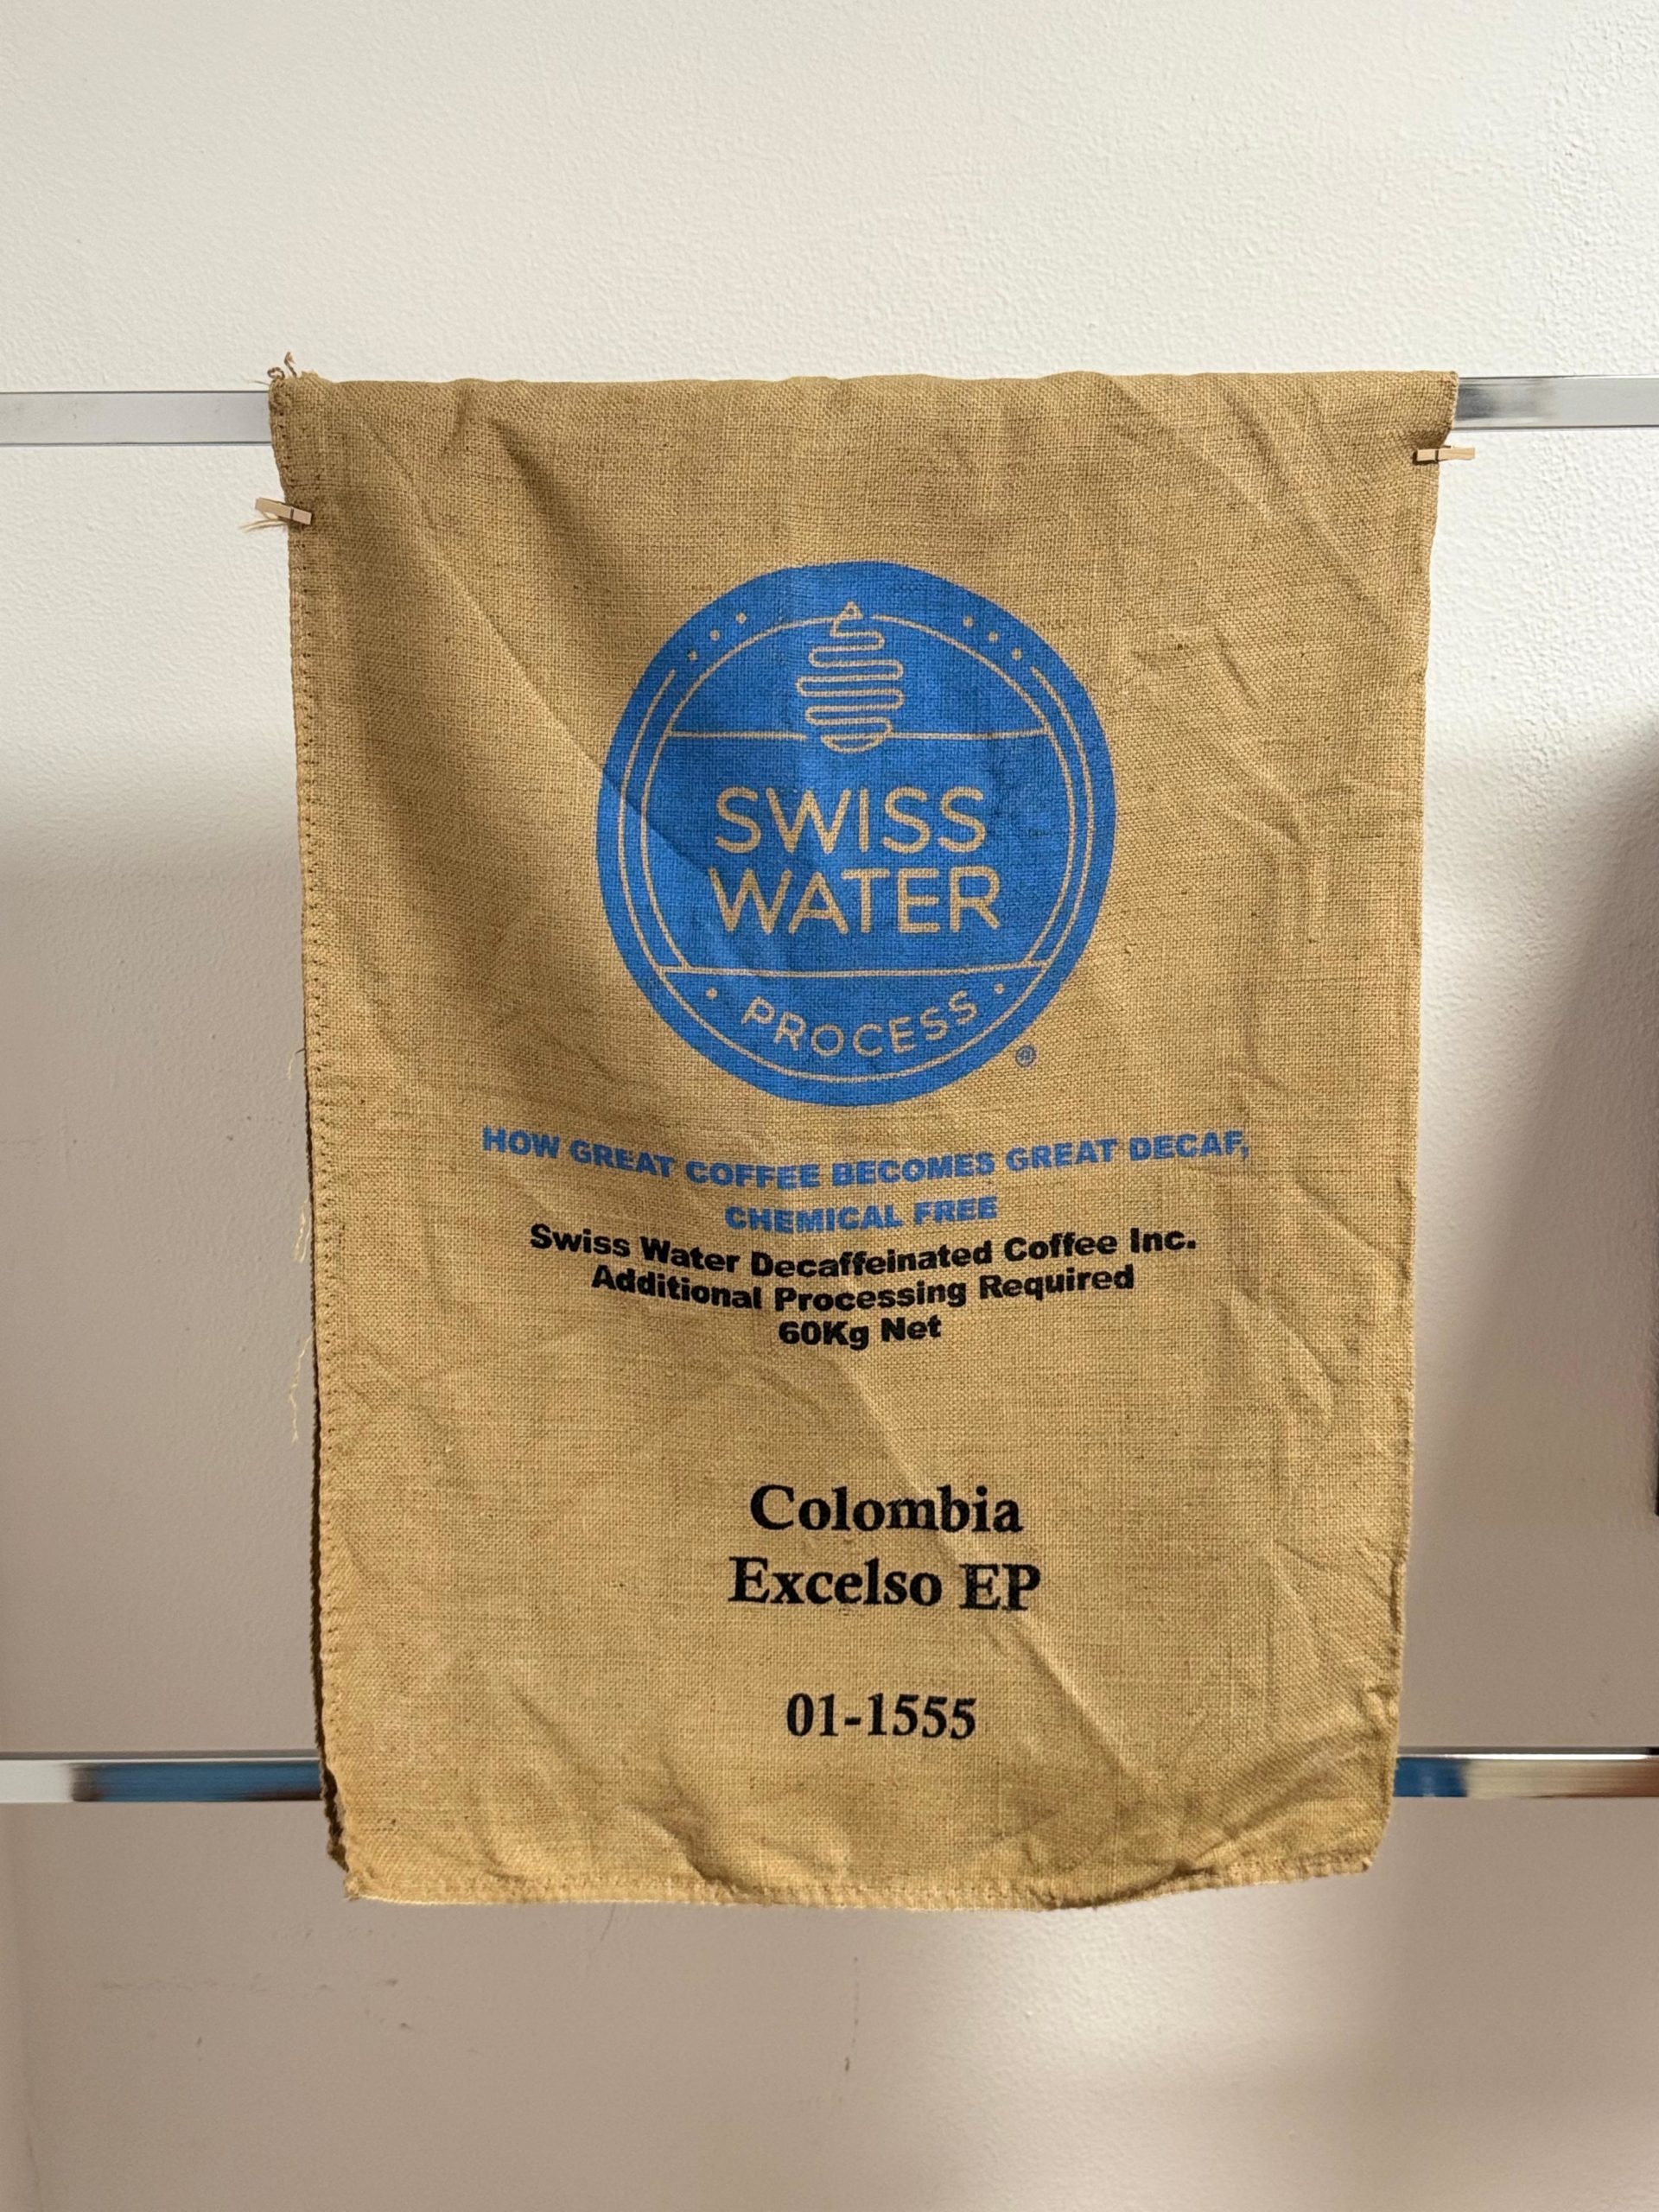 SWISS
WATER
PROCESS
®
HOW GREAT COFFEE BECOMES GREAT DECAF,
CHEMICAL FREE
Swiss Water Decaffeinated Coffee Inc.
Additional Processing Required
60Kg Net
Colombia
Excelso EP
01-1555